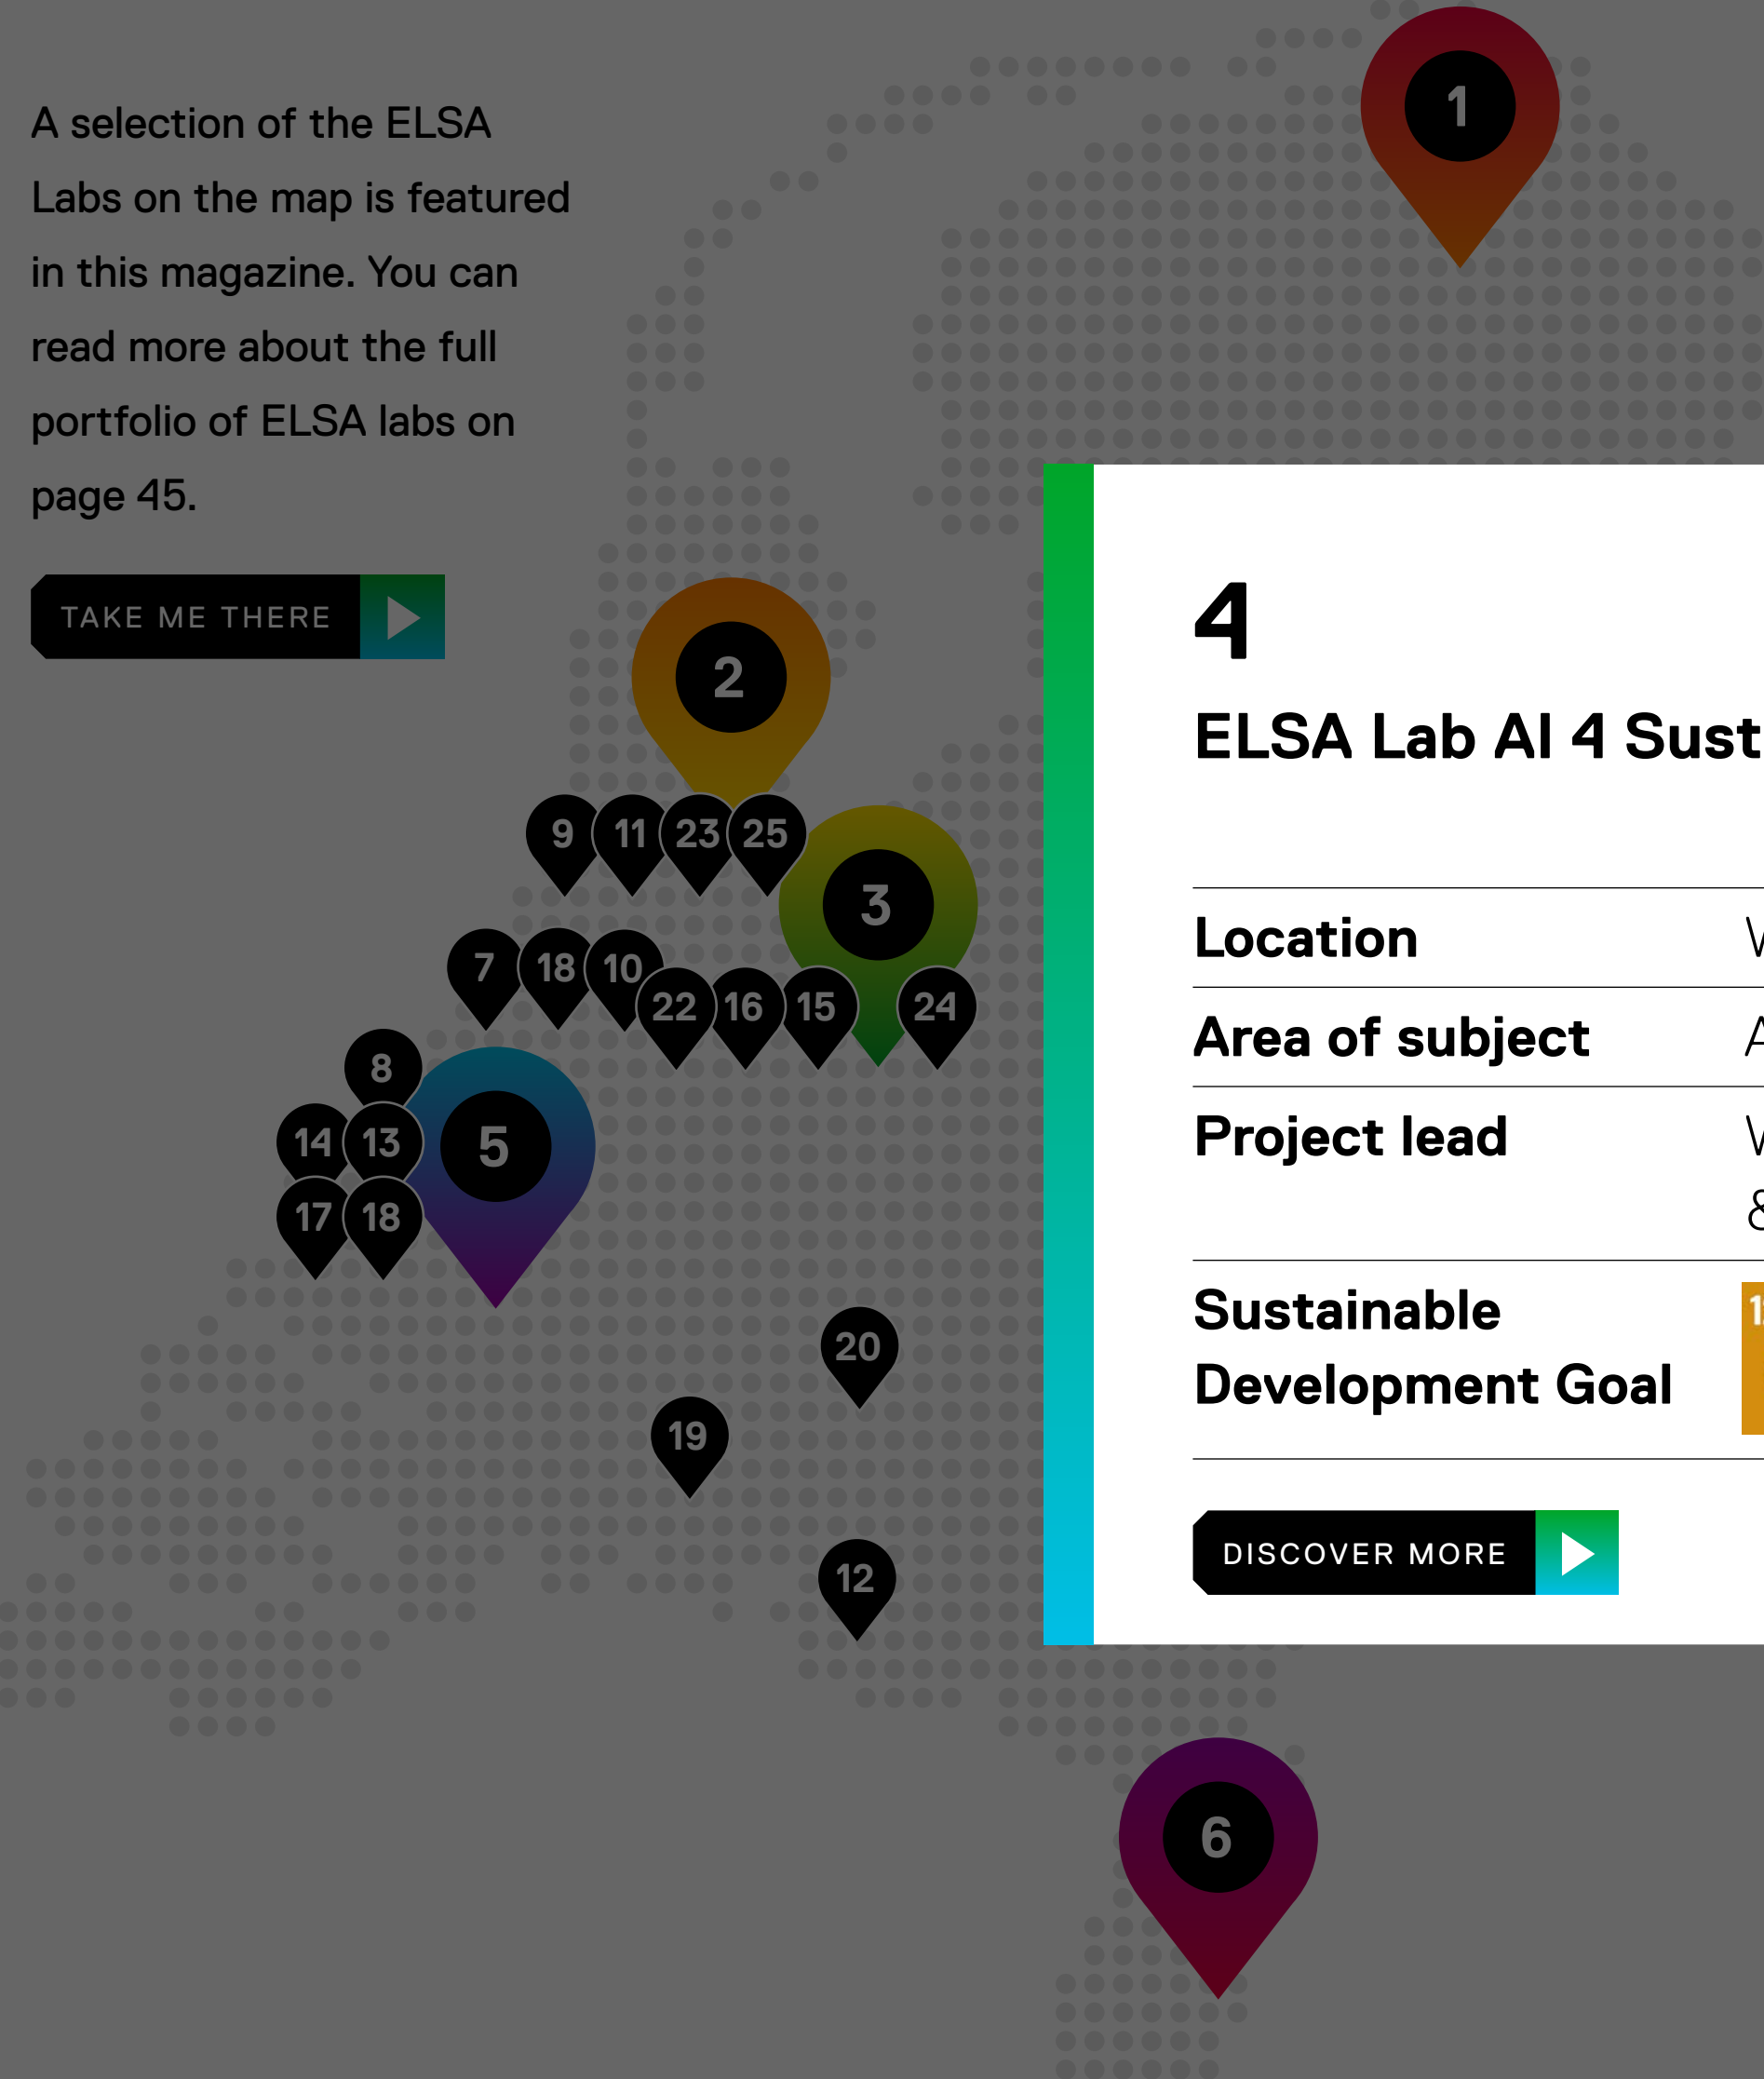 A selection of the ELSA
Labs on the map is featured
in this magazine. You can
read more about the full
portfolio of ELSA labs on
page 45.
TAKE ME THERE
1
2
9
11
23
25
3
7
18
10
22
16
15
24
8
14
13
5
17
18
20
19
12
6
4
ELSA Lab AI 4
Location
Area of subject
Project lead
&
Sustainable
Development Goal
DISCOVER MORE